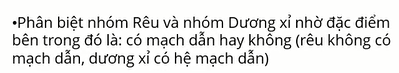 •Phân biệt nhóm Rêu và nhóm Dương xỉ nhờ đặc điểm
bên trong đó là: có mạch dẫn hay không (rêu không có
mạch dẫn, dương xỉ có hệ mạch dẫn)